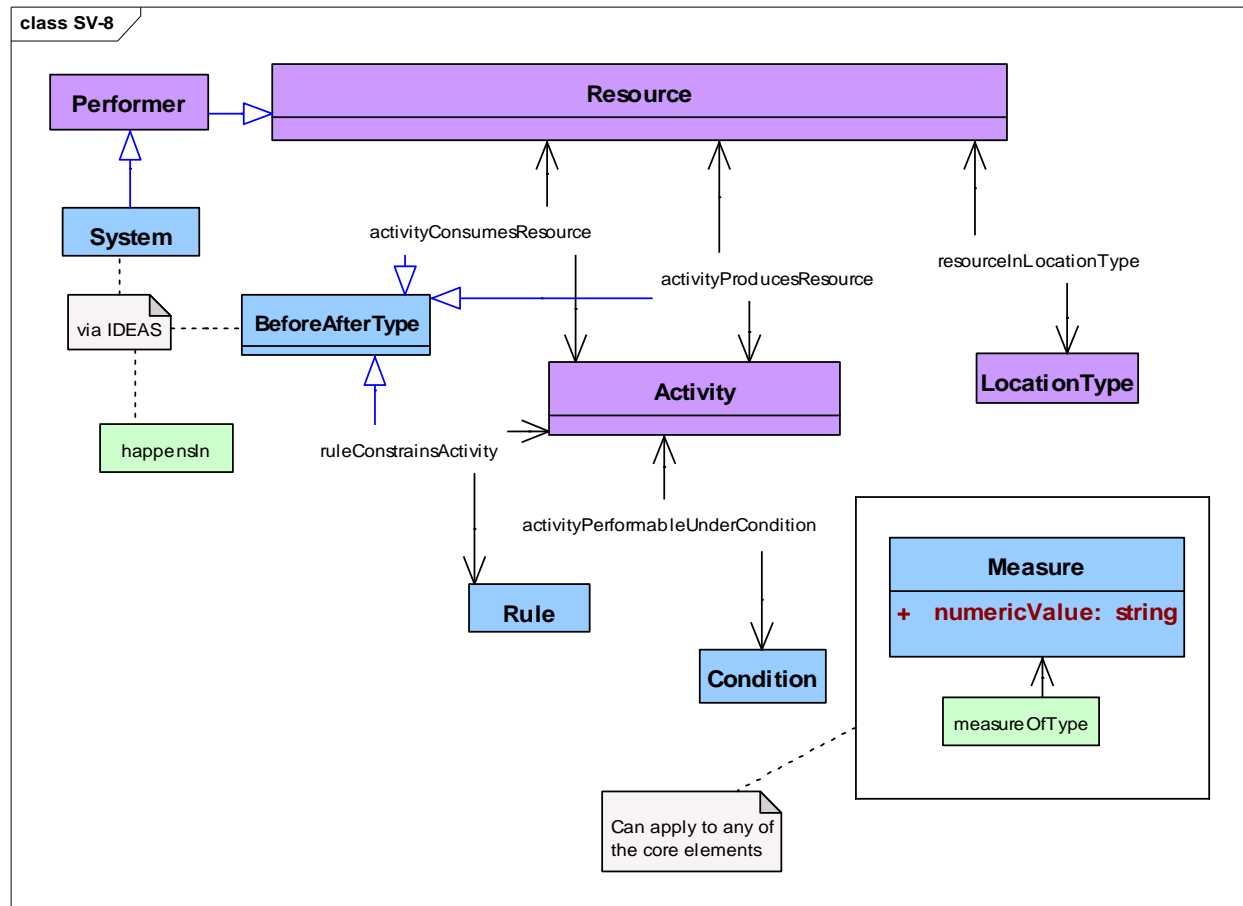 class SV-8
Performer
Resource
System
activityConsumesResource
activityProducesResource
resourceInLocationType
via IDEAS
BeforeAfterType
Activity
LocationType
happensIn
ruleConstrainsActivity
activityPerformableUnderCondition
Measure
+ numericValue: string
Rule
Condition
measureOfType
Can apply to any of
the core elements